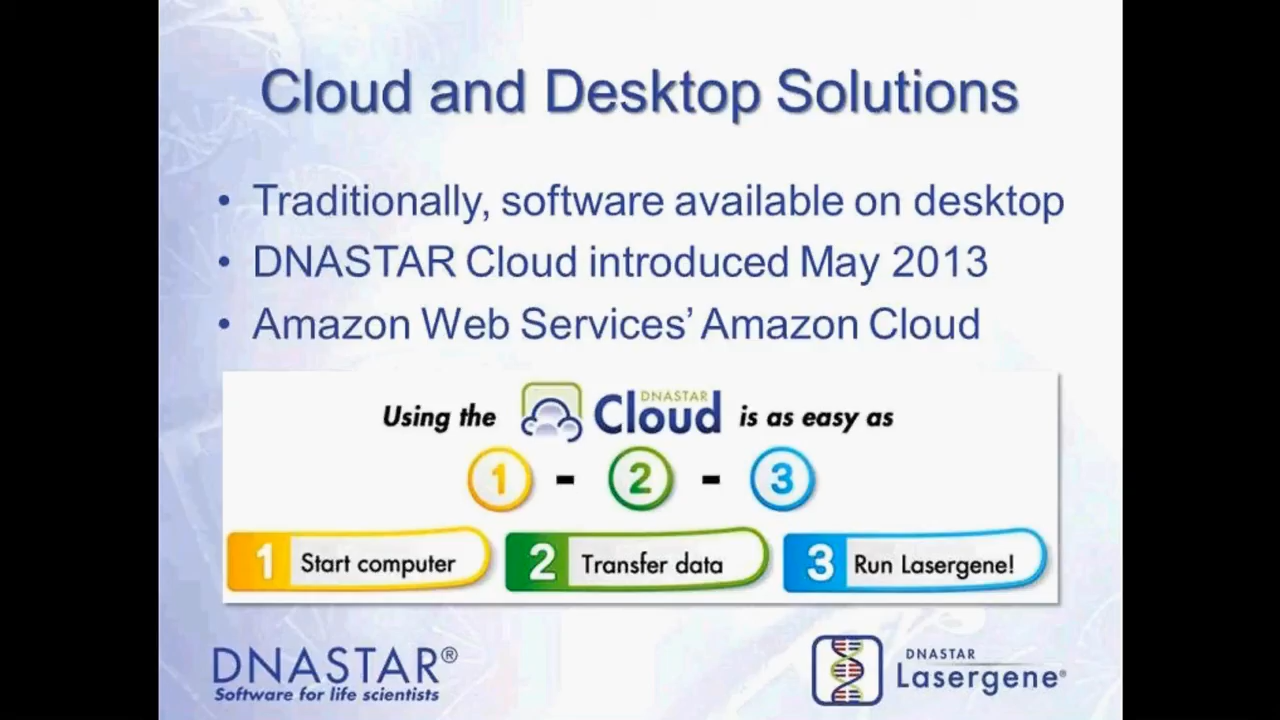 Cloud and Desktop Solutions
• Traditionally, software available on desktop
• DNASTAR Cloud introduced May 2013
• Amazon Web Services’ Amazon Cloud
Using the DNASTAR Cloud is as easy as
1 - 2 - 3
1 Start computer 2 Transfer data 3 Run Lasergene!
DNASTAR®
Software for life scientists
DNASTAR
Lasergene®